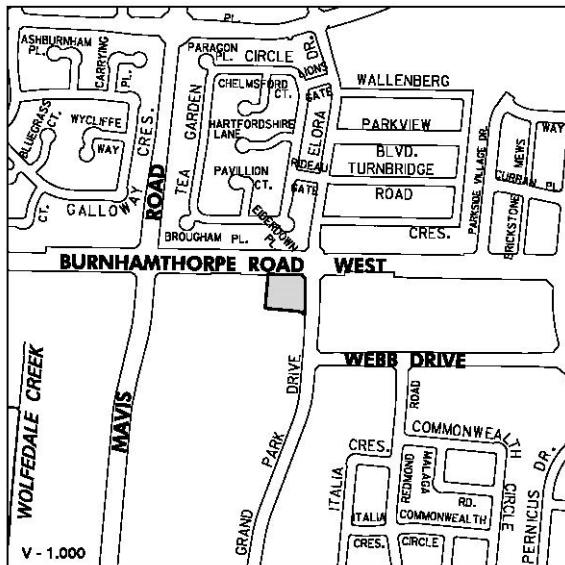 PL.
ASHBURNHAM
PL.
CARRYING
PL.
PARAGON
PL.
CIRCLE
DR.
LIONS
GATE
CHELMSFORD
CT.
WALLENBERG
BLUEGRASS
CT.
WYCLIFFE
WAY
CRES.
TEA GARDEN
HARTFORDSHIRE
LANE
ELORA
PARKVIEW
BLVD.
TURNBRIDGE
ROAD
PARKSIDE VILLAGE DR.
MEWS
WAY
CURRAN PL.
BRICKSTONE
RIDEAU
GATE
PAVILLION
CT.
EIDERDOWN
PL.
CT.
GALLOWAY
ROAD
BROUGHAM PL.
CRES.
BURNHAMTHORPE ROAD WEST
WEBB DRIVE
WOLFEDALE CREEK
MAVIS
GRAND PARK DRIVE
ROAD
COMMONWEALTH
CIRCLE
CRES.
ITALIA
REDMOND
MALAGA
RD.
ITALIA
COMMONWEALTH
CRES.
CIRCLE
PERNICUS
DR.
V - 1.000